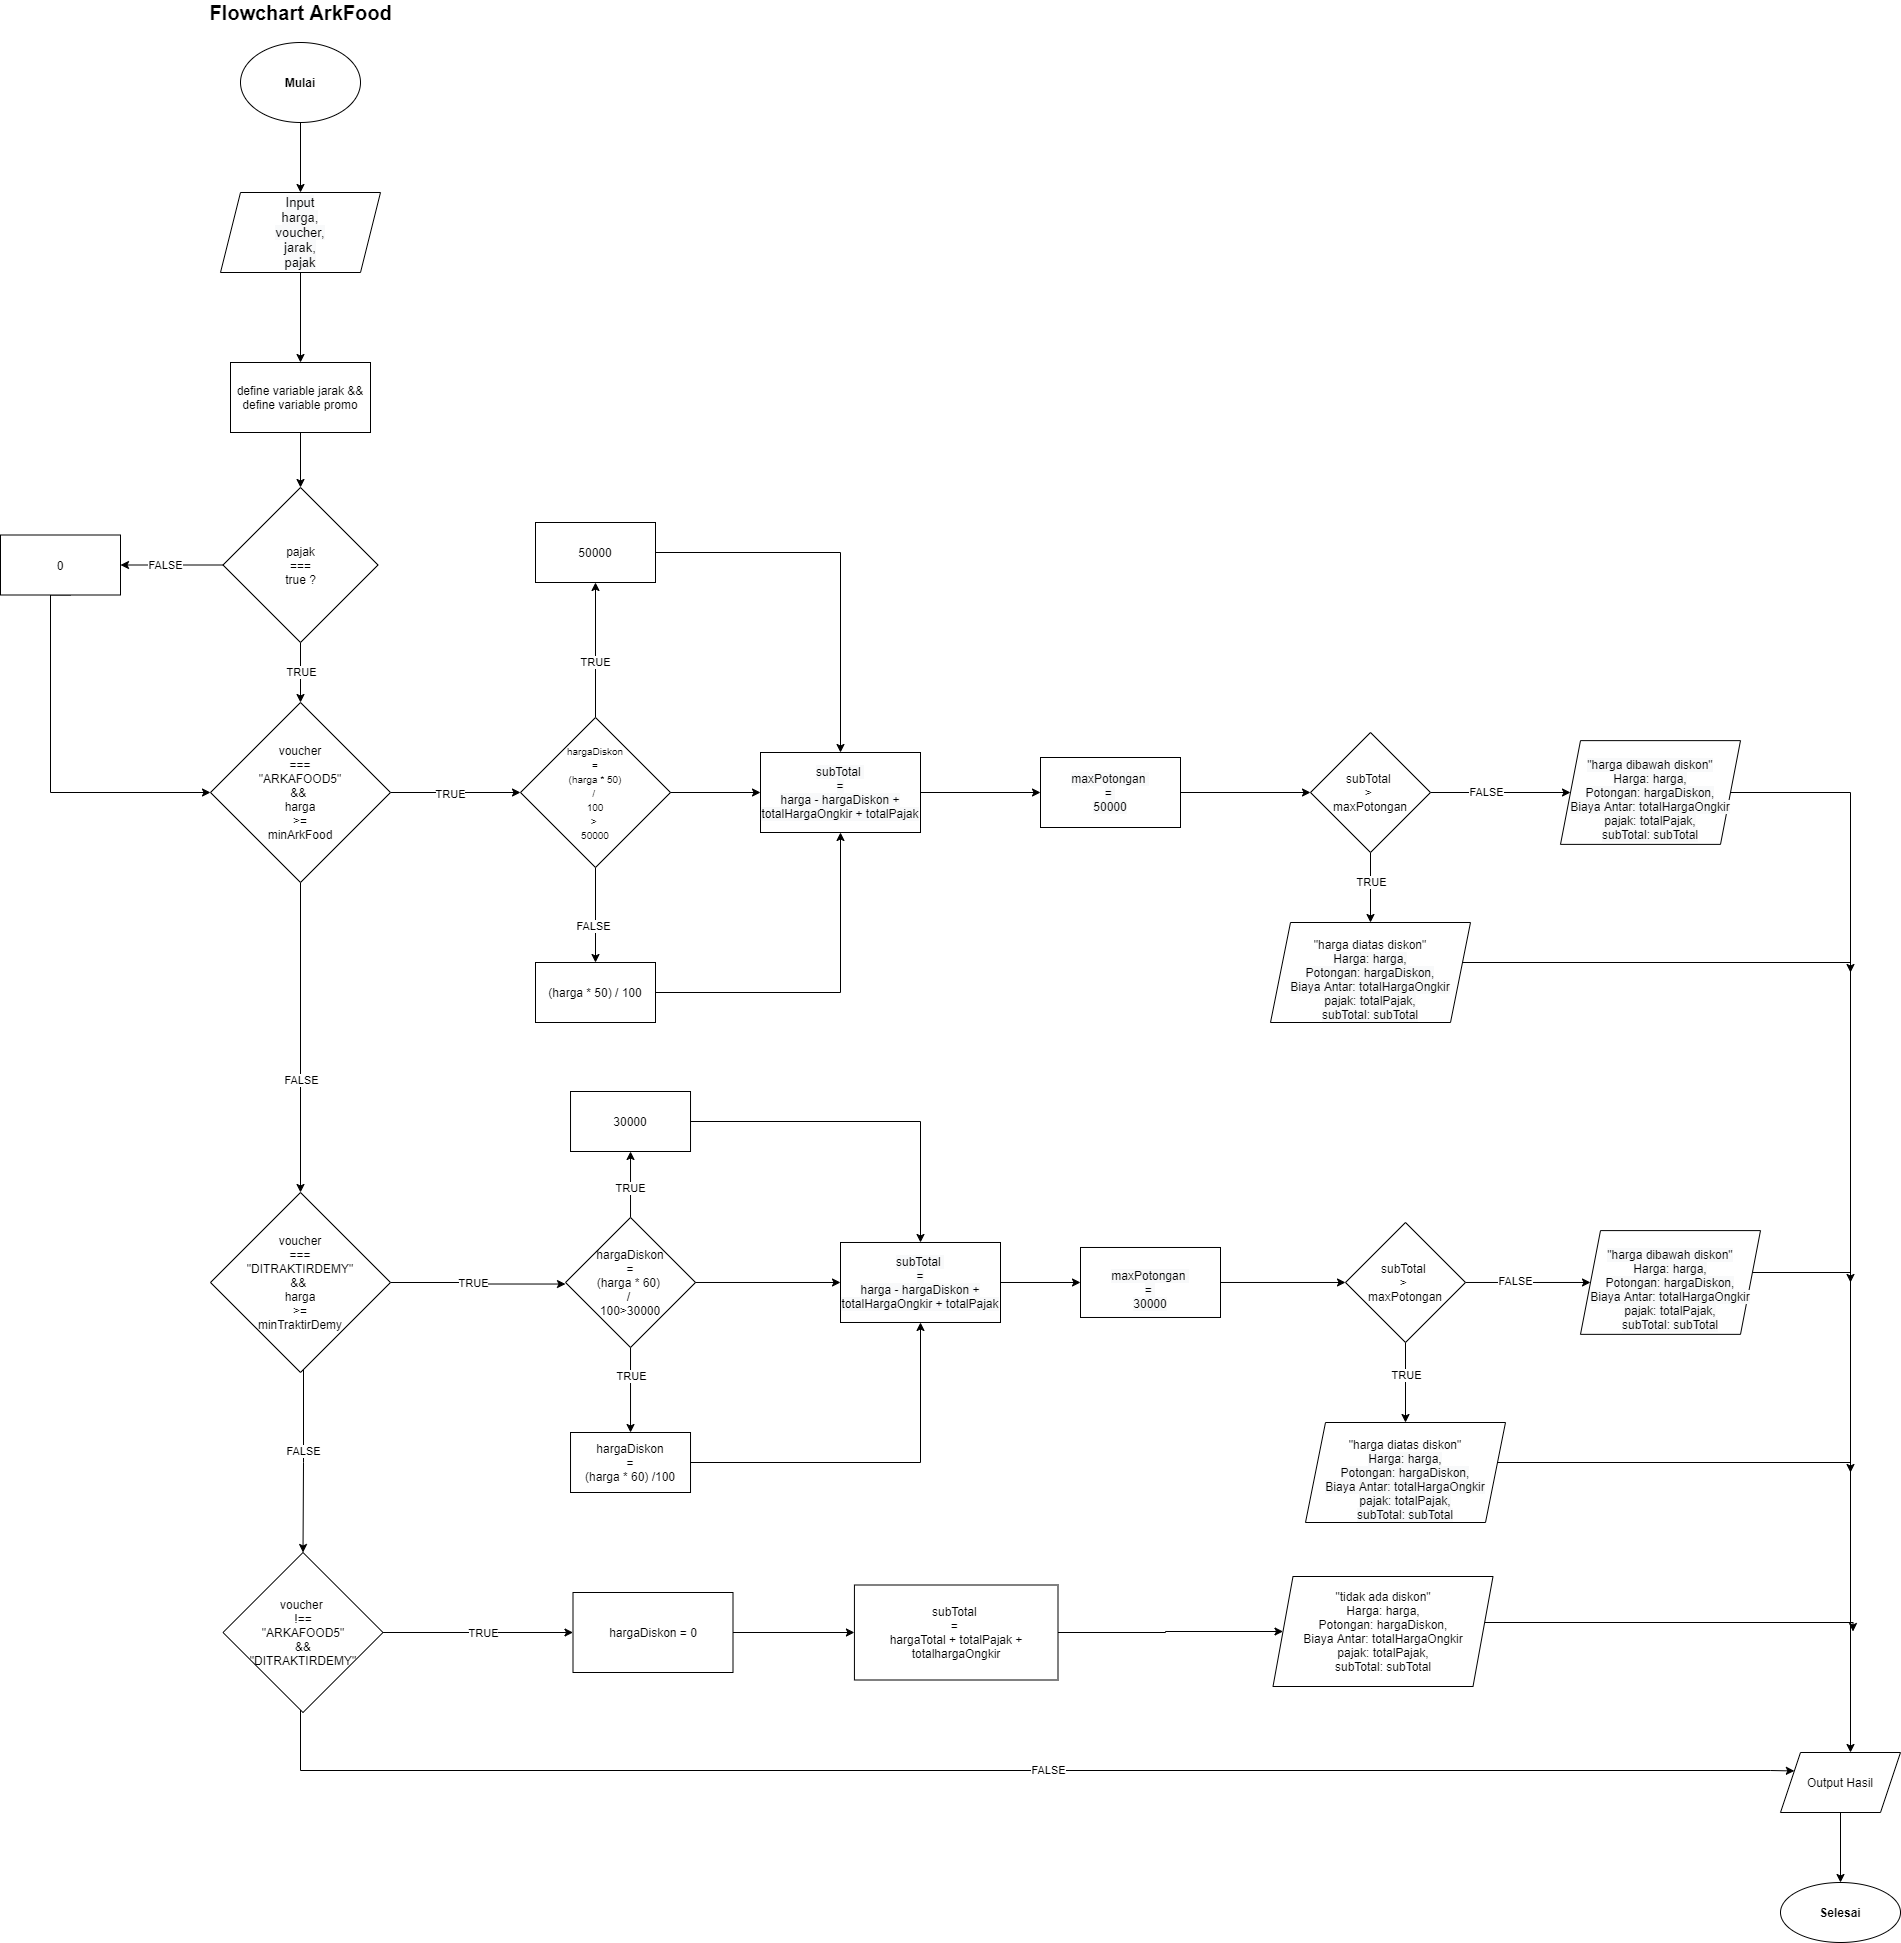 Flowchart ArkFood
Mulai
Input
harga,
voucher,
jarak,
pajak
define variable jarak &&
define variable promo
pajak
===
true ?
FALSE
0
TRUE
voucher
===
"ARKAFOOD5"
&&
harga
>=
minArkFood
TRUE
hargaDiskon
=
(harga * 50)
/
100
>
50000
TRUE
50000
FALSE
(harga * 50) / 100
subTotal
=
harga - hargaDiskon +
totalHargaOngkir + totalPajak
maxPotongan
=
50000
subTotal
>
maxPotongan
FALSE
"harga dibawah diskon"
Harga: harga,
Potongan: hargaDiskon,
Biaya Antar: totalHargaOngkir
pajak: totalPajak,
subTotal: subTotal
TRUE
"harga diatas diskon"
Harga: harga,
Potongan: hargaDiskon,
Biaya Antar: totalHargaOngkir
pajak: totalPajak,
subTotal: subTotal
FALSE
voucher
===
"DITRAKTIRDEMY"
&&
harga
>=
minTraktirDemy
TRUE
hargaDiskon
=
(harga * 60)
/
100>30000
TRUE
30000
TRUE
hargaDiskon
=
(harga * 60) /100
subTotal
=
harga - hargaDiskon +
totalHargaOngkir + totalPajak
maxPotongan
=
30000
subTotal
>
maxPotongan
FALSE
"harga dibawah diskon"
Harga: harga,
Potongan: hargaDiskon,
Biaya Antar: totalHargaOngkir
pajak: totalPajak,
subTotal: subTotal
TRUE
"harga diatas diskon"
Harga: harga,
Potongan: hargaDiskon,
Biaya Antar: totalHargaOngkir
pajak: totalPajak,
subTotal: subTotal
FALSE
voucher
!==
"ARKAFOOD5"
&&
"DITRAKTIRDEMY"
TRUE
hargaDiskon = 0
subTotal
=
hargaTotal + totalPajak +
totalhargaOngkir
"tidak ada diskon"
Harga: harga,
Potongan: hargaDiskon,
Biaya Antar: totalHargaOngkir
pajak: totalPajak,
subTotal: subTotal
FALSE
Output Hasil
Selesai